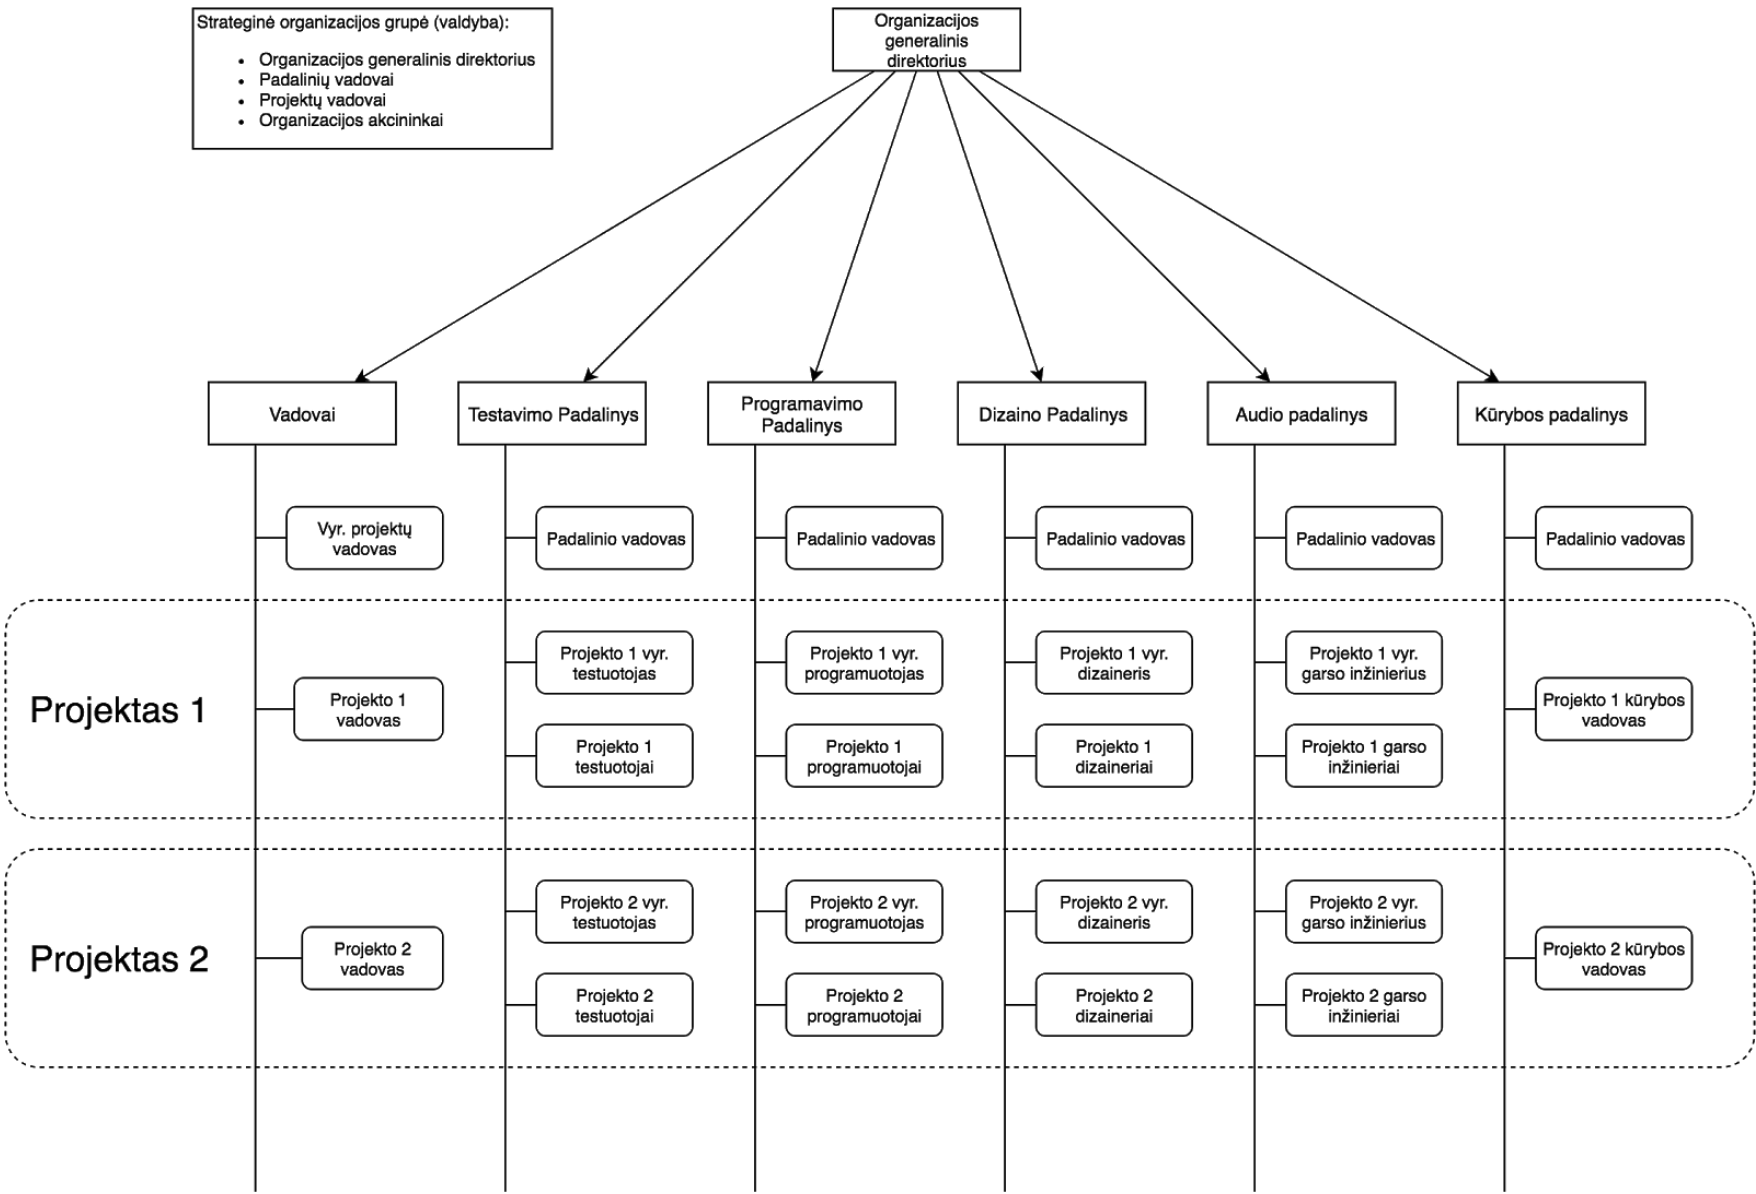 Strateginė organizacijos grupė (valdyba):
• Organizacijos generalinis direktorius
• Padalinių vadovai
• Projektų vadovai
• Organizacijos akcininkai
Organizacijos
generalinis
direktorius
Vadovai
Testavimo Padalinys
Programavimo
Padalinys
Dizaino Padalinys
Audio padalinys
Kūrybos padalinys
Vyr. projektų
vadovas
Padalinio vadovas
Padalinio vadovas
Padalinio vadovas
Padalinio vadovas
Padalinio vadovas
Projektas 1
Projekto 1
vadovas
Projekto 1 vyr.
testuotojas
Projekto 1 vyr.
programuotojas
Projekto 1 vyr.
dizaineris
Projekto 1 vyr.
garso inžinierius
Projekto 1 kūrybos
vadovas
Projekto 1
testuotojai
Projekto 1
programuotojai
Projekto 1
dizaineriai
Projekto 1 garso
inžinieriai
Projektas 2
Projekto 2
vadovas
Projekto 2 vyr.
testuotojas
Projekto 2 vyr.
programuotojas
Projekto 2 vyr.
dizaineris
Projekto 2 vyr.
garso inžinierius
Projekto 2 kūrybos
vadovas
Projekto 2
testuotojai
Projekto 2
programuotojai
Projekto 2
dizaineriai
Projekto 2 garso
inžinieriai